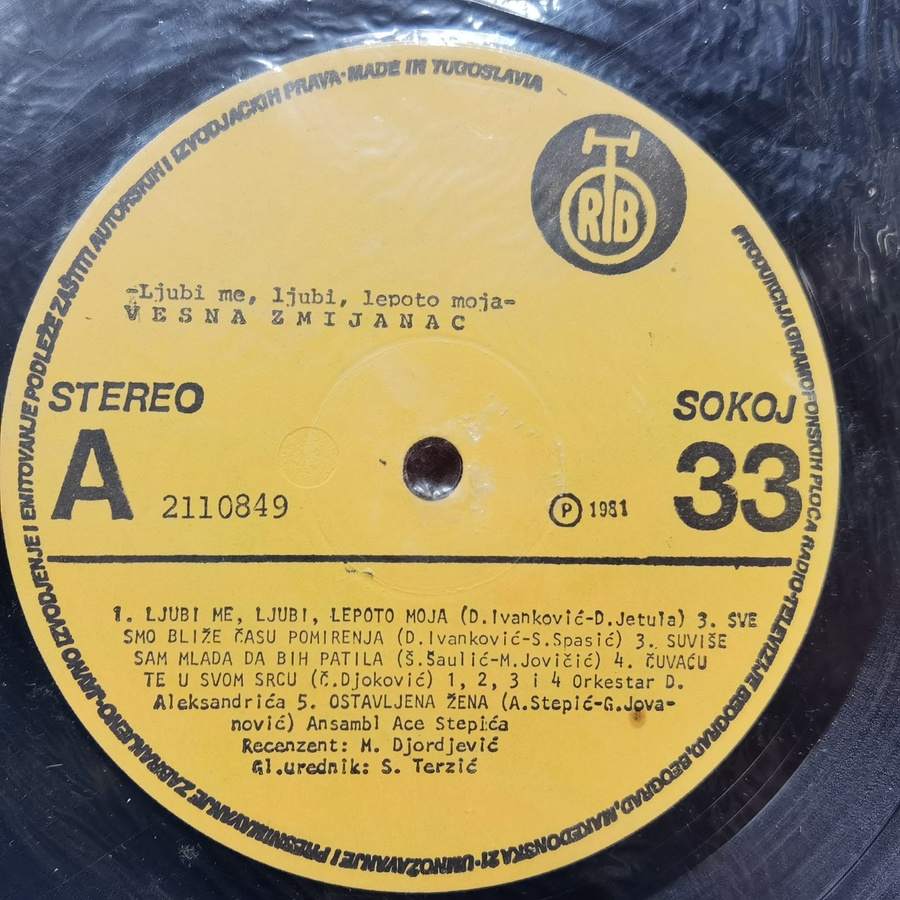 JAVNO IZVODJENJE I EMITOVANJE PODLEŽE ZAŠTITI AUTORSKIH I IZVODJAČKIH PRAVA·MADE IN YUGOSLAVIA
RTB
-Ljubi me, ljubi, lepoto moja-
VESNA ZMIJANAC
STEREO
SOKOJ
A
2110849
P 1981
33
1. LJUBI ME, LJUBI, LEPOTO MOJA (D.Ivanković-D.Jetula) 3. SVE
SMO BLIŽE ČASU POMIRENJA (D.Ivanković-S.Spasić) 3. SUVIŠE
SAM MLADA DA BIH PATILA (Š.Šaulić-M.Jovičić) 4. ČUVAĆU
TE U SVOM SRCU (Č.Djoković) 1, 2, 3 i 4 Orkestar D.
Aleksandrića 5. OSTAVLJENA ŽENA (A.Stepić-G.Jova-
nović) Ansambl Ace Stepića
Recenzent: M. Djordjević
Gl.urednik: S. Terzić
PRODUKCIJA GRAMOFONSKIH PLOČA RADIO-TELEVIZIJE BEOGRAD, BEOGRAD, MAKEDONSKA 21·UMNOŽAVANJE I PRESNIMAVANJE ZABRANJENO-